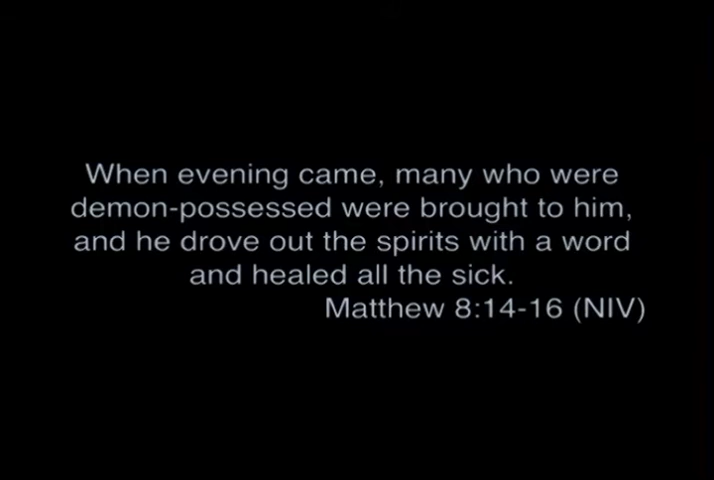 When evening came, many who were
demon-possessed were brought to him,
and he drove out the spirits with a word
and healed all the sick.
Matthew 8:14-16 (NIV)